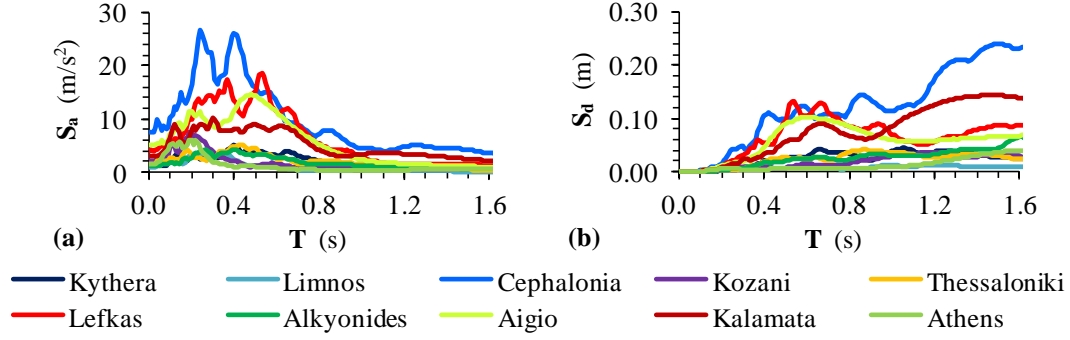 30
20
10
0
S_a (m/s²)
0.0 0.4 0.8 1.2 1.6
(a)
T (s)
0.30
0.20
0.10
0.00
S_d (m)
0.0 0.4 0.8 1.2 1.6
(b)
T (s)
Kythera Limnos Cephalonia Kozani Thessaloniki
Lefkas Alkyonides Aigio Kalamata Athens